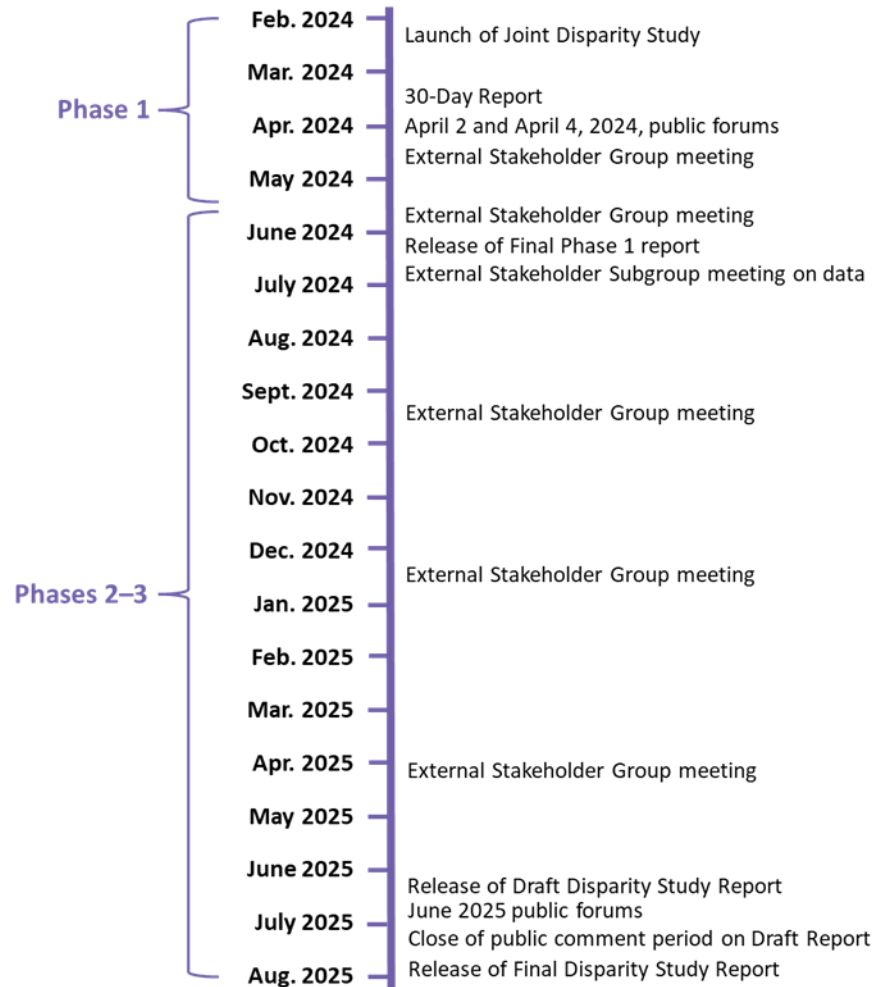 Feb. 2024
Launch of Joint Disparity Study
Mar. 2024
30-Day Report
Phase 1
Apr. 2024
April 2 and April 4, 2024, public forums
External Stakeholder Group meeting
May 2024
External Stakeholder Group meeting
June 2024
Release of Final Phase 1 report
External Stakeholder Subgroup meeting on data
July 2024
Aug. 2024
Sept. 2024
External Stakeholder Group meeting
Oct. 2024
Nov. 2024
Dec. 2024
External Stakeholder Group meeting
Phases 2–3
Jan. 2025
Feb. 2025
Mar. 2025
Apr. 2025
External Stakeholder Group meeting
May 2025
June 2025
Release of Draft Disparity Study Report
June 2025 public forums
July 2025
Close of public comment period on Draft Report
Release of Final Disparity Study Report
Aug. 2025